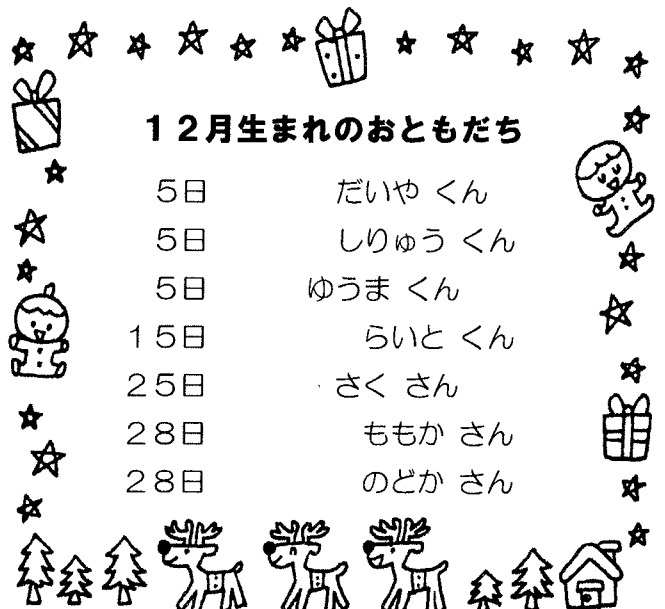 12月生まれのおともだち
5日 だいや くん
5日 しりゅう くん
5日 ゆうま くん
15日 らいと くん
25日 さく さん
28日 ももか さん
28日 のどか さん